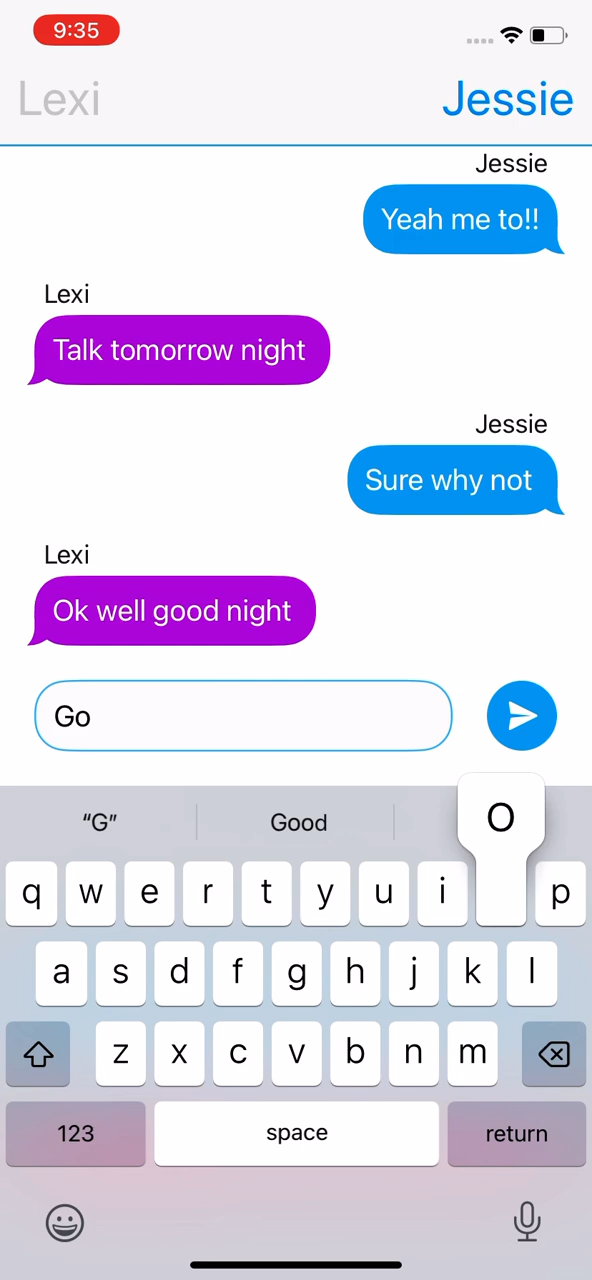 9:35
Lexi Jessie
Jessie
Yeah me to!!
Lexi
Talk tomorrow night
Jessie
Sure why not
Lexi
Ok well good night
Go
“G” Good
O
q w e r t y u i p
a s d f g h j k l
z x c v b n m
123 space return